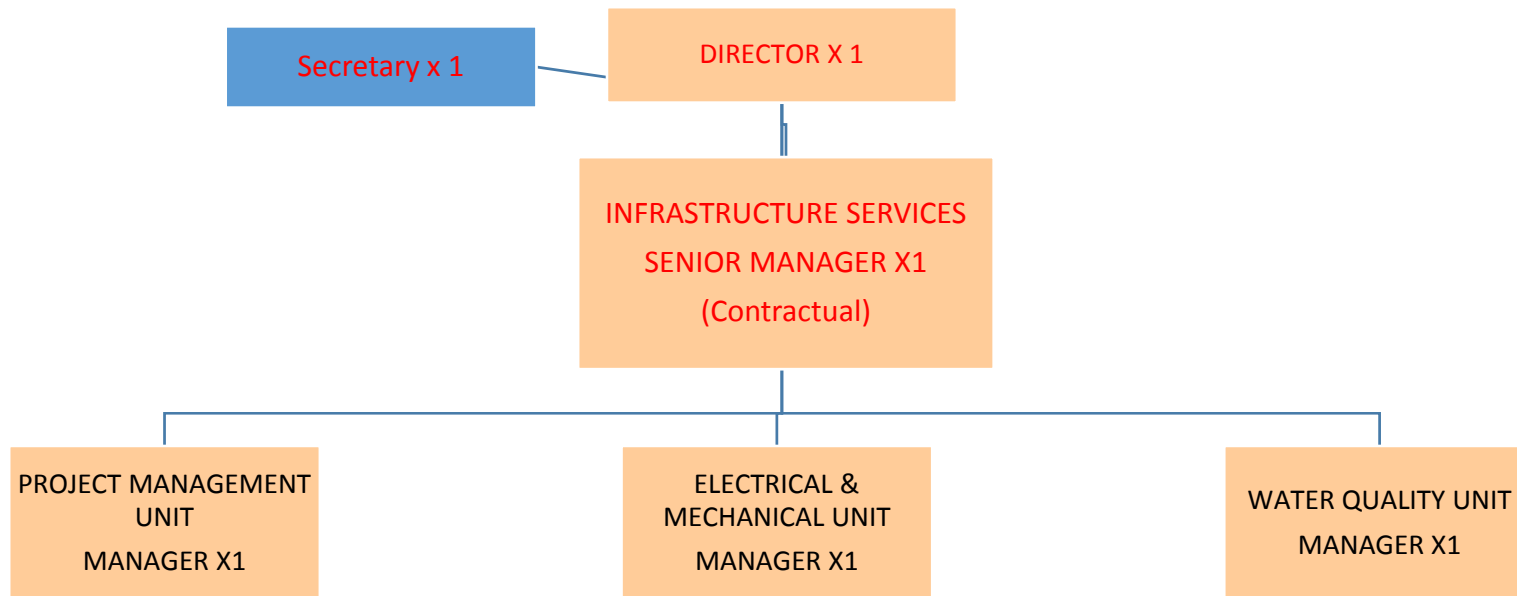 Secretary x 1
DIRECTOR X 1
INFRASTRUCTURE SERVICES
SENIOR MANAGER X1
(Contractual)
PROJECT MANAGEMENT
UNIT
MANAGER X1
ELECTRICAL &
MECHANICAL UNIT
MANAGER X1
WATER QUALITY UNIT
MANAGER X1